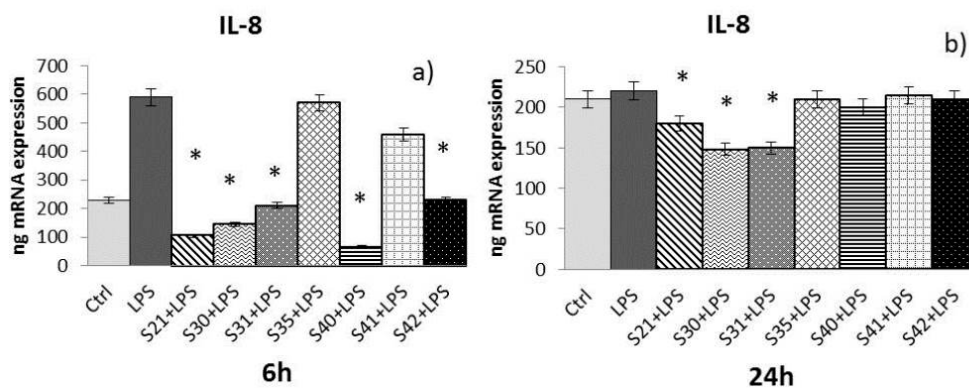 IL-8
a)
ng mRNA expression
700
600
500
400
300
200
100
0
*
*
*
*
*
Ctrl
LPS
S21+LPS
S30+LPS
S31+LPS
S35+LPS
S40+LPS
S41+LPS
S42+LPS
6h
IL-8
b)
ng mRNA expression
250
200
150
100
50
0
*
*
*
Ctrl
LPS
S21+LPS
S30+LPS
S31+LPS
S35+LPS
S40+LPS
S41+LPS
S42+LPS
24h